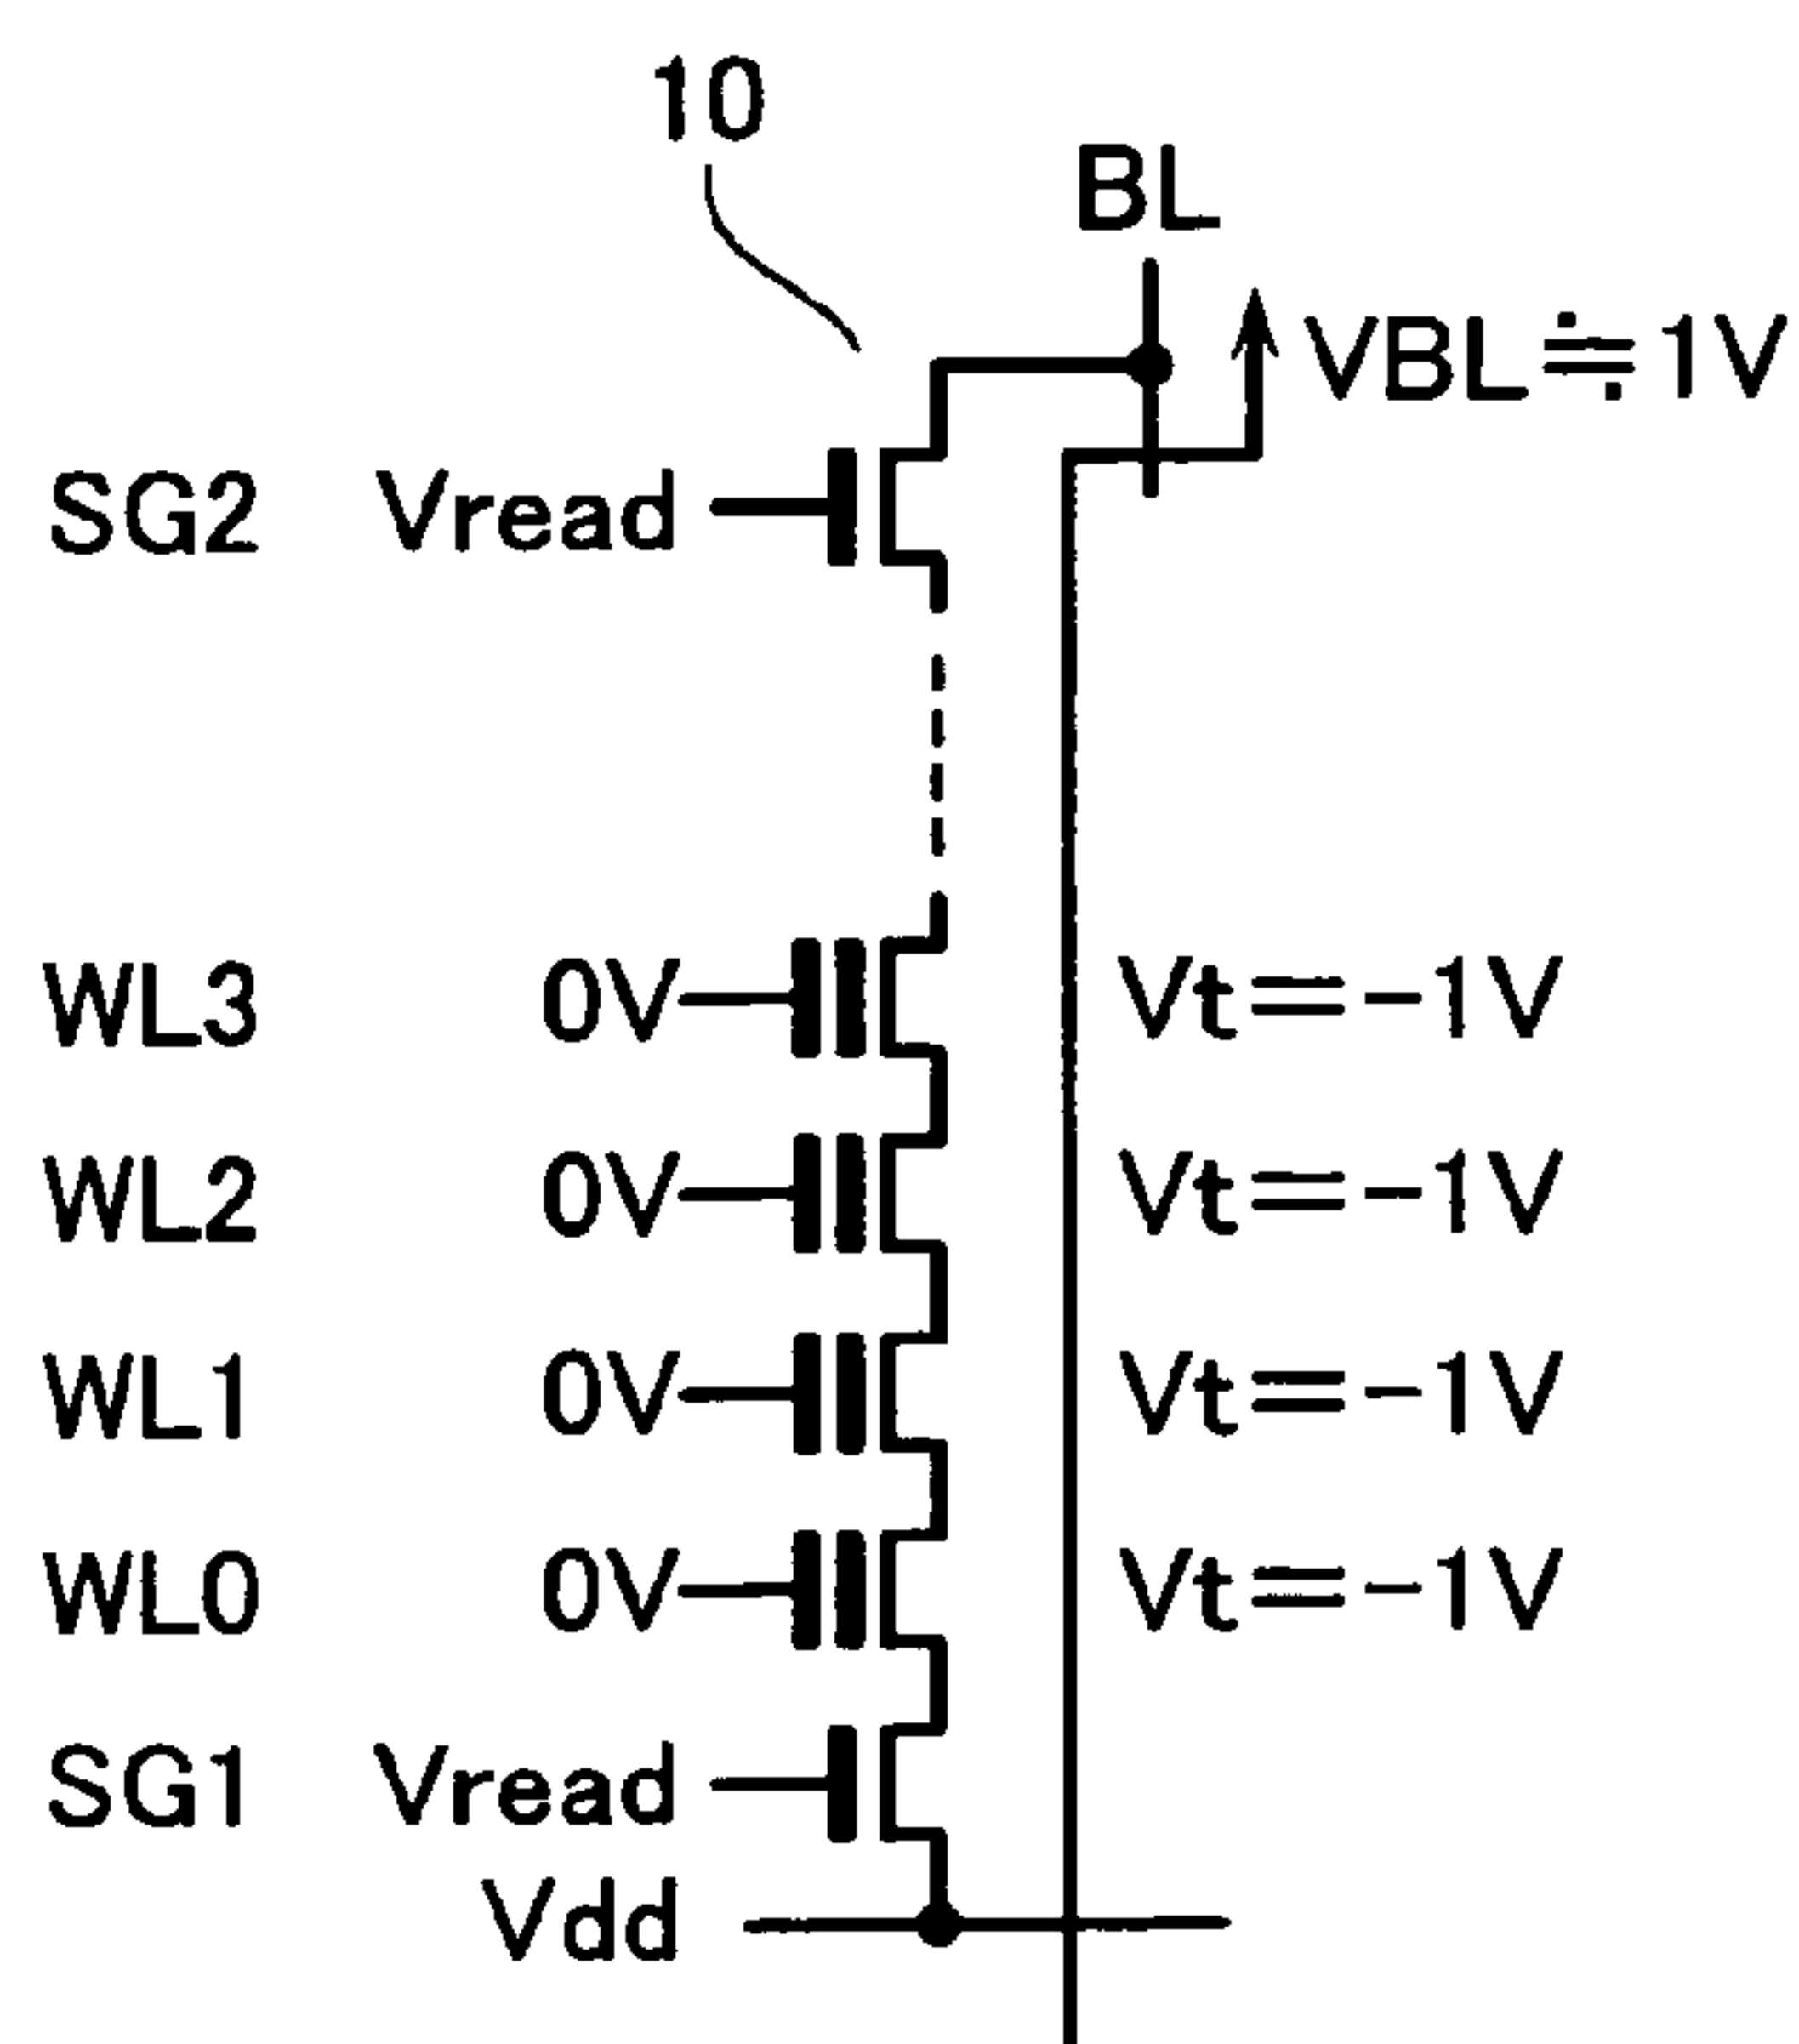 10
BL
VBL≒1V
SG2 Vread
WL3 0V Vt=-1V
WL2 0V Vt=-1V
WL1 0V Vt=-1V
WL0 0V Vt=-1V
SG1 Vread
Vdd